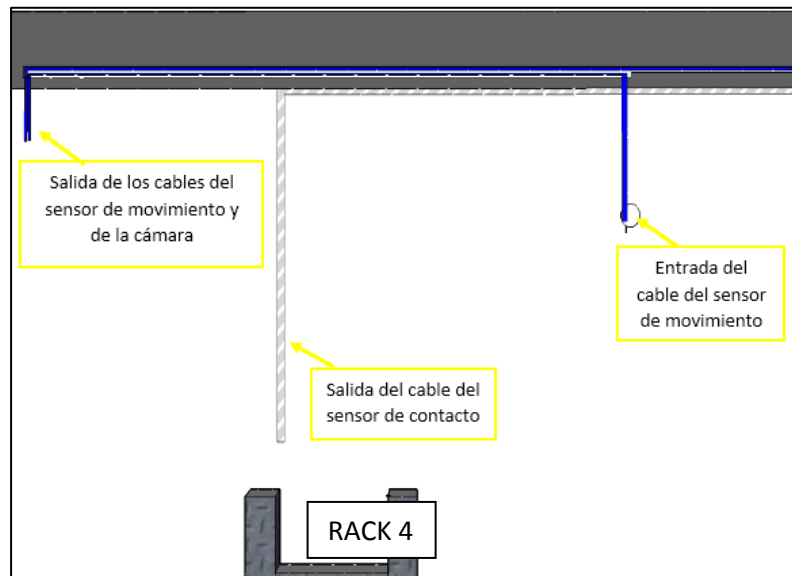 Salida de los cables del
sensor de movimiento y
de la cámara
Entrada del
cable del sensor
de movimiento
Salida del cable del
sensor de contacto
RACK 4